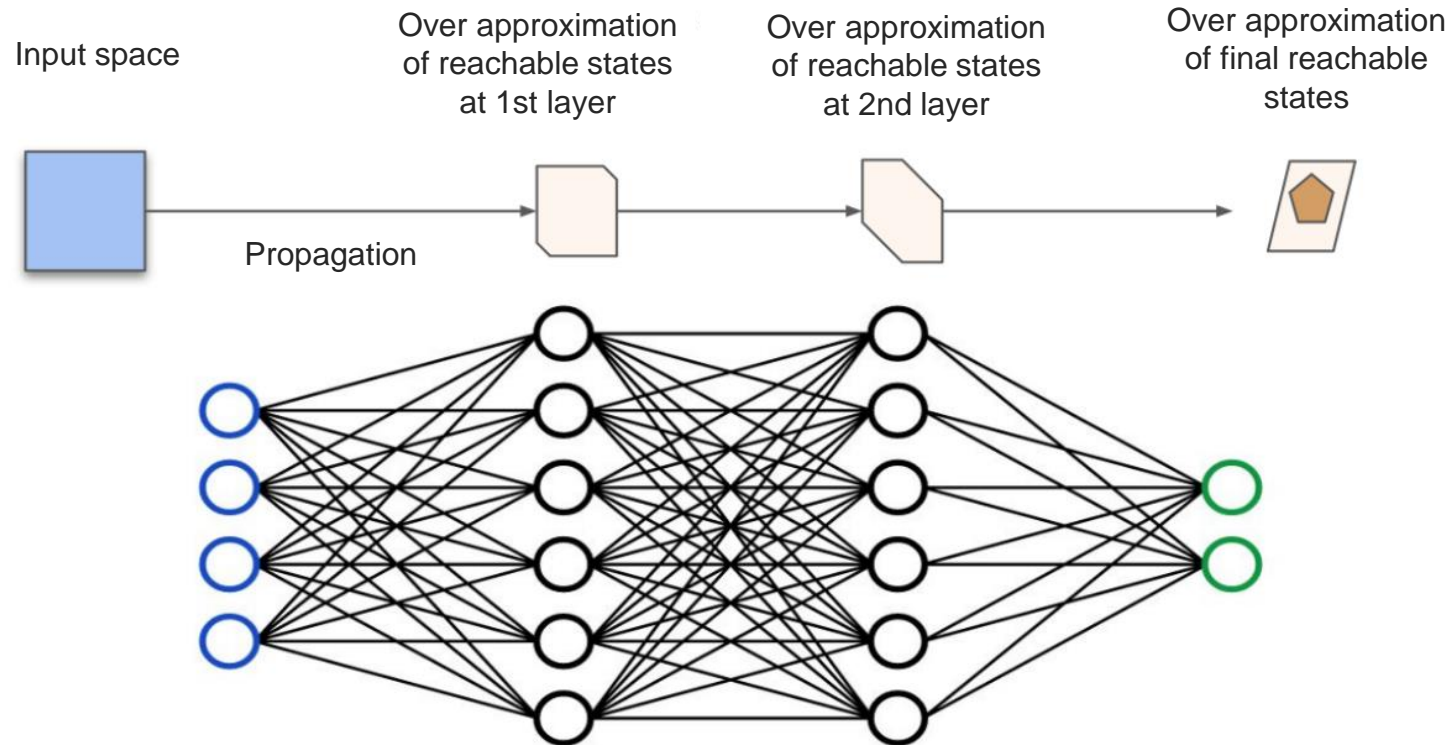 Input space
Over approximation
of reachable states
at 1st layer
Over approximation
of reachable states
at 2nd layer
Over approximation
of final reachable
states
Propagation